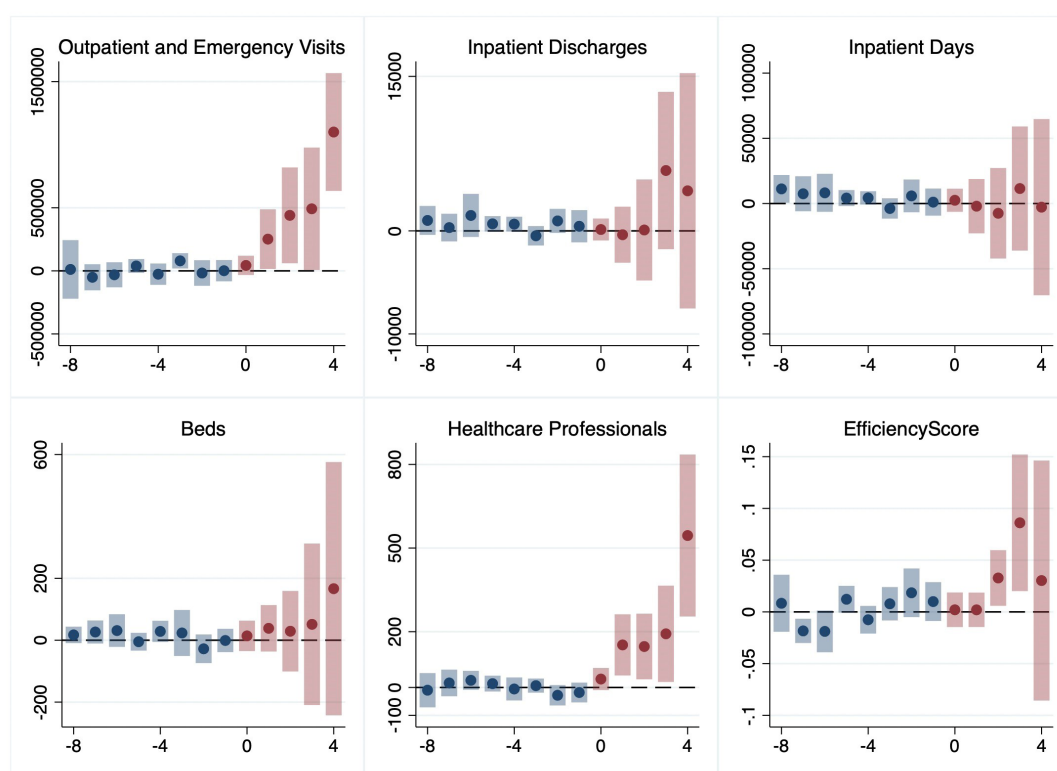 Outpatient and Emergency Visits
1500000
500000
0
-500000
-8 -4 0 4
Inpatient Discharges
15000
0
-10000
-8 -4 0 4
Inpatient Days
100000
50000
0
-50000
-100000
-8 -4 0 4
Beds
600
200
0
-200
-8 -4 0 4
Healthcare Professionals
800
500
200
0
-100
-8 -4 0 4
EfficiencyScore
.15
.1
.05
0
-.05
-.1
-8 -4 0 4